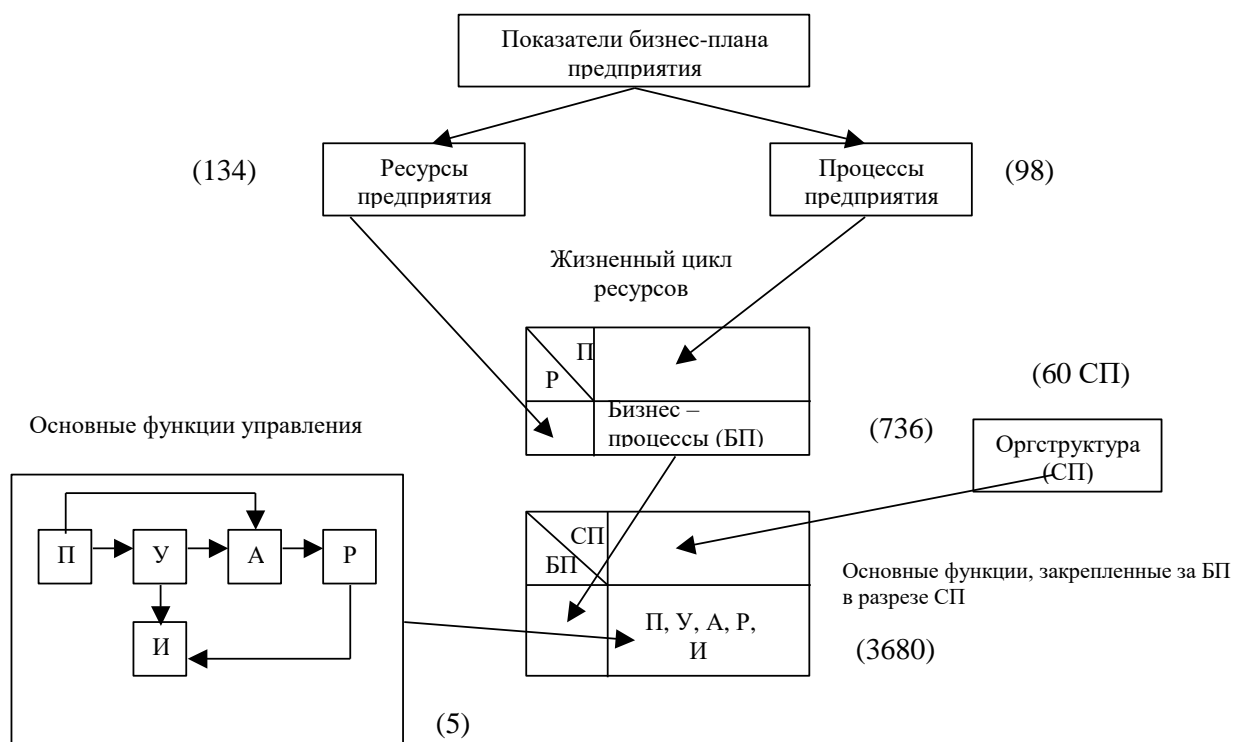 Показатели бизнес-плана
предприятия
(134)
Ресурсы
предприятия
Процессы
предприятия
(98)
Жизненный цикл
ресурсов
П
Р
(60 СП)
Бизнес –
процессы (БП)
(736)
Оргструктура
(СП)
Основные функции управления
П
У
А
Р
И
(5)
СП
БП
П, У, А, Р,
И
Основные функции, закрепленные за БП
в разрезе СП
(3680)